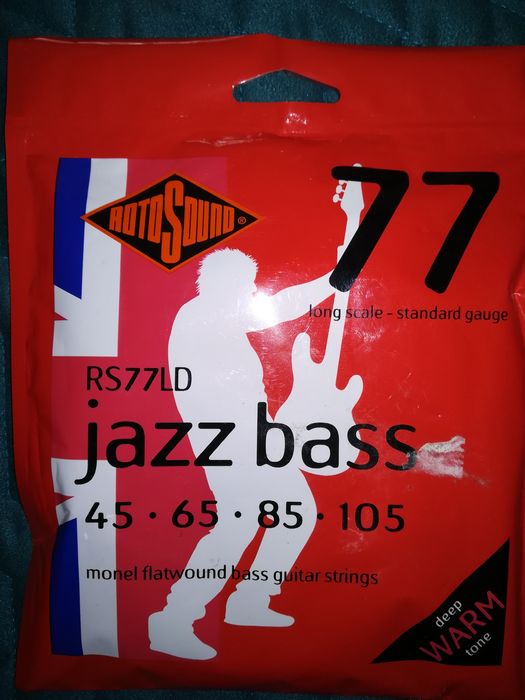 77
ROTOSOUND®
long scale - standard gauge
RS77LD
jazz bass
45 · 65 · 85 · 105
monel flatwound bass guitar strings
deep
WARM
tone